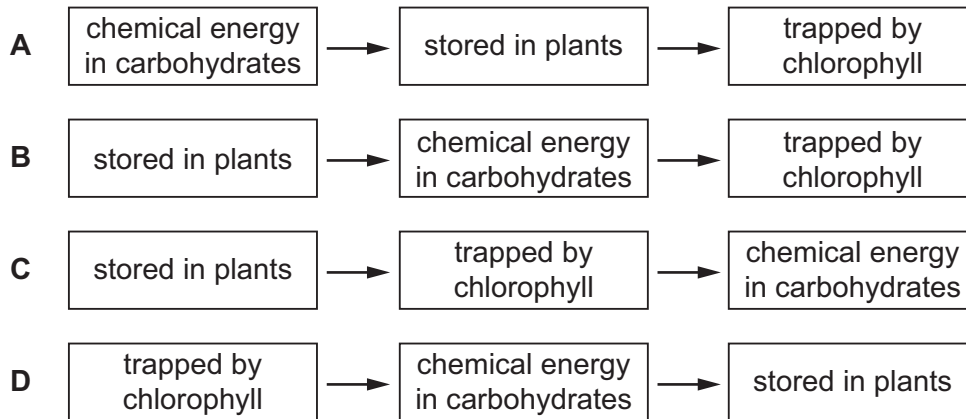 A
chemical energy
in carbohydrates
stored in plants
trapped by
chlorophyll
B
stored in plants
chemical energy
in carbohydrates
trapped by
chlorophyll
C
stored in plants
trapped by
chlorophyll
chemical energy
in carbohydrates
D
trapped by
chlorophyll
chemical energy
in carbohydrates
stored in plants